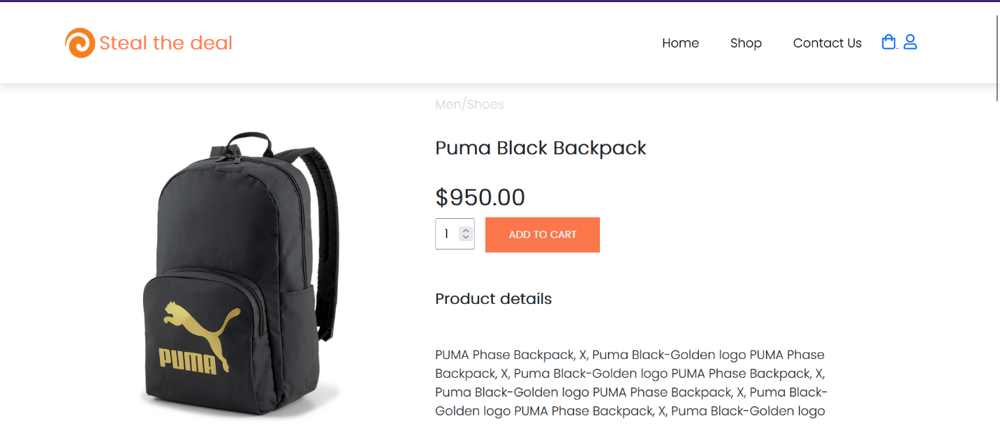 Steal the deal
Home Shop Contact Us
Men/Shoes
Puma Black Backpack
$950.00
1 ADD TO CART
PUMA
Product details
PUMA Phase Backpack, X, Puma Black-Golden logo PUMA Phase
Backpack, X, Puma Black-Golden logo PUMA Phase Backpack, X,
Puma Black-Golden logo PUMA Phase Backpack, X, Puma Black-
Golden logo PUMA Phase Backpack, X, Puma Black-Golden logo